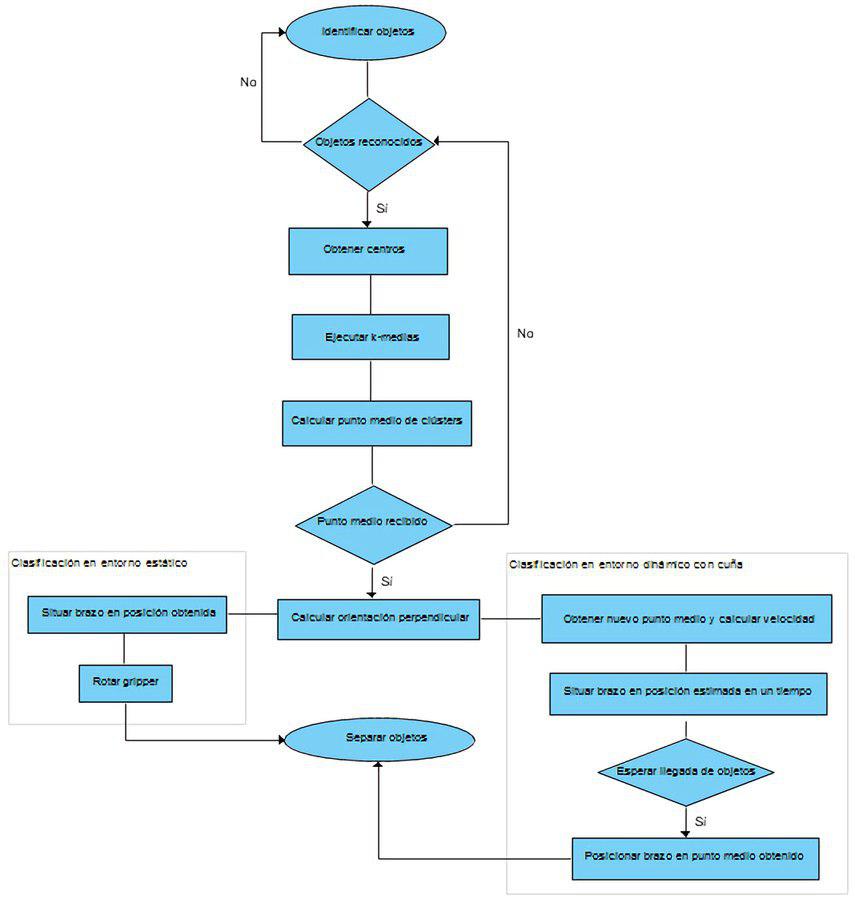 Identificar objetos
No
Objetos reconocidos
Sí
Obtener centros
Ejecutar k-medias
No
Calcular punto medio de clústers
Punto medio recibido
Sí
Clasificación en entorno estático
Clasificación en entorno dinámico con cuña
Situar brazo en posición obtenida
Calcular orientación perpendicular
Obtener nuevo punto medio y calcular velocidad
Rotar gripper
Situar brazo en posición estimada en un tiempo
Separar objetos
Esperar llegada de objetos
Sí
Posicionar brazo en punto medio obtenido